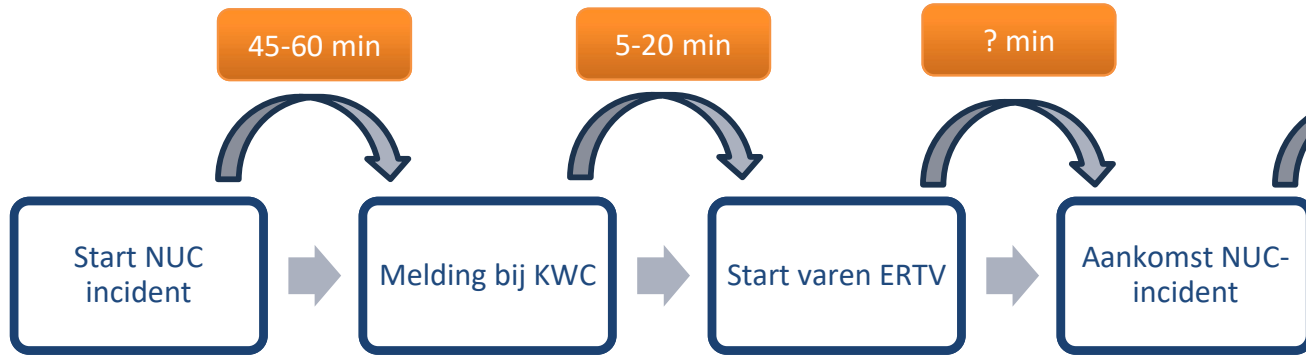 45-60 min
5-20 min
? min
Start NUC
incident
Melding bij KWC
Start varen ERTV
Aankomst NUC-
incident